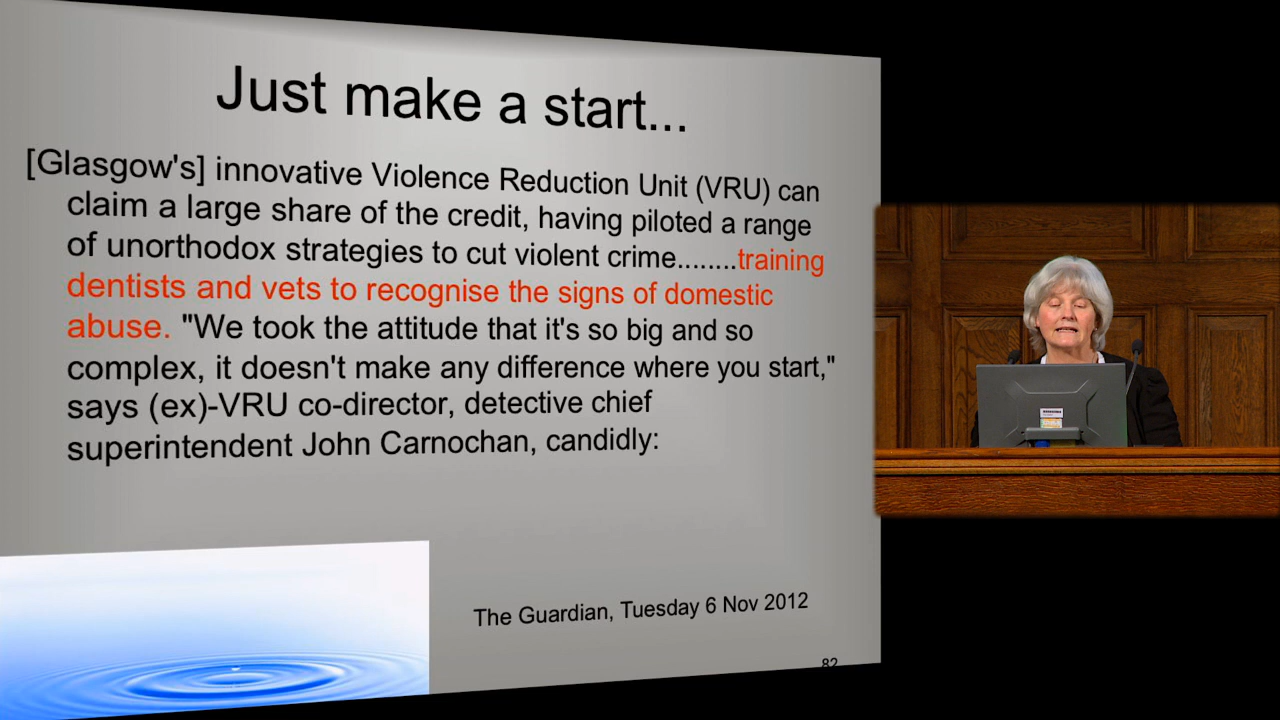 Just make a start...
[Glasgow's] innovative Violence Reduction Unit (VRU) can
claim a large share of the credit, having piloted a range
of unorthodox strategies to cut violent crime........training
dentists and vets to recognise the signs of domestic
abuse. "We took the attitude that it's so big and so
complex, it doesn't make any difference where you start,"
says (ex)-VRU co-director, detective chief
superintendent John Carnochan, candidly:
The Guardian, Tuesday 6 Nov 2012
82